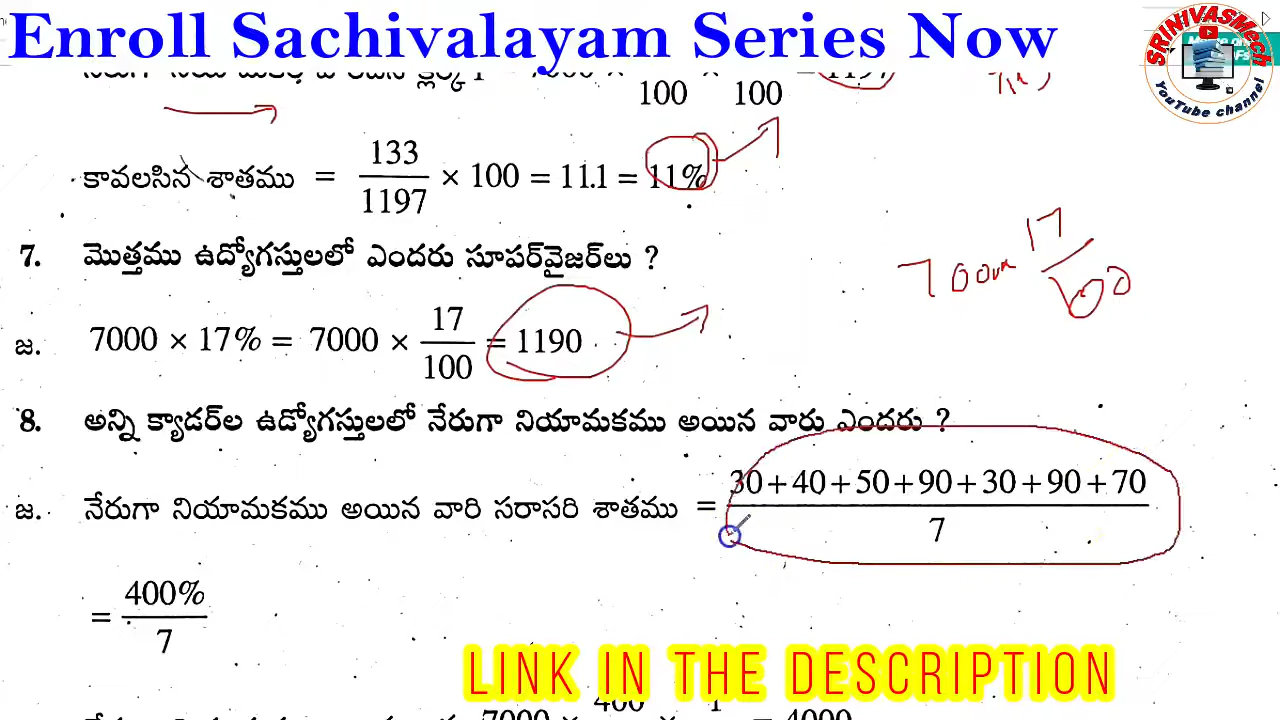 Enroll Sachivalayam Series Now
SRINIVASMech
YouTube channel
100 100
కావలసిన శాతము = 133/1197 × 100 = 11.1 = 11%
7. మొత్తము ఉద్యోగస్తులలో ఎందరు సూపర్‌వైజర్‌లు ?
7000 × 17/100
జ. 7000 × 17% = 7000 × 17/100 = 1190
8. అన్ని క్యాడర్‌ల ఉద్యోగస్తులలో నేరుగా నియామకము అయిన వారు ఎందరు ?
జ. నేరుగా నియామకము అయిన వారి సరాసరి శాతము = 30+40+50+90+30+90+70/7
= 400%/7
LINK IN THE DESCRIPTION